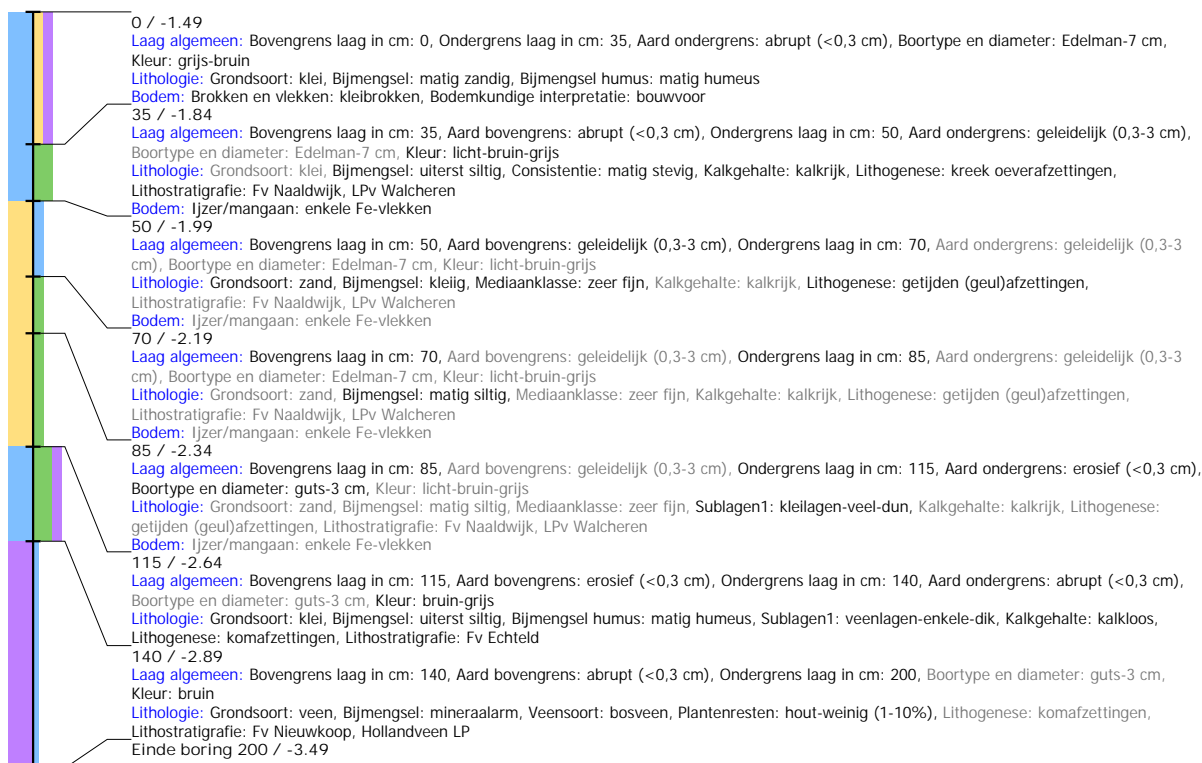 0 / -1.49
Laag algemeen: Bovengrens laag in cm: 0, Ondergrens laag in cm: 35, Aard ondergrens: abrupt (<0,3 cm), Boortype en diameter: Edelman-7 cm,
Kleur: grijs-bruin
Lithologie: Grondsoort: klei, Bijmengsel: matig zandig, Bijmengsel humus: matig humeus
Bodem: Brokken en vlekken: kleibrokken, Bodemkundige interpretatie: bouwvoor
35 / -1.84
Laag algemeen: Bovengrens laag in cm: 35, Aard bovengrens: abrupt (<0,3 cm), Ondergrens laag in cm: 50, Aard ondergrens: geleidelijk (0,3-3 cm),
Boortype en diameter: Edelman-7 cm, Kleur: licht-bruin-grijs
Lithologie: Grondsoort: klei, Bijmengsel: uiterst siltig, Consistentie: matig stevig, Kalkgehalte: kalkrijk, Lithogenese: kreek oeverafzettingen,
Lithostratigrafie: Fv Naaldwijk, LPv Walcheren
Bodem: Ijzer/mangaan: enkele Fe-vlekken
50 / -1.99
Laag algemeen: Bovengrens laag in cm: 50, Aard bovengrens: geleidelijk (0,3-3 cm), Ondergrens laag in cm: 70, Aard ondergrens: geleidelijk (0,3-3
cm), Boortype en diameter: Edelman-7 cm, Kleur: licht-bruin-grijs
Lithologie: Grondsoort: zand, Bijmengsel: kleiig, Mediaanklasse: zeer fijn, Kalkgehalte: kalkrijk, Lithogenese: getijden (geul)afzettingen,
Lithostratigrafie: Fv Naaldwijk, LPv Walcheren
Bodem: Ijzer/mangaan: enkele Fe-vlekken
70 / -2.19
Laag algemeen: Bovengrens laag in cm: 70, Aard bovengrens: geleidelijk (0,3-3 cm), Ondergrens laag in cm: 85, Aard ondergrens: geleidelijk (0,3-3
cm), Boortype en diameter: Edelman-7 cm, Kleur: licht-bruin-grijs
Lithologie: Grondsoort: zand, Bijmengsel: matig siltig, Mediaanklasse: zeer fijn, Kalkgehalte: kalkrijk, Lithogenese: getijden (geul)afzettingen,
Lithostratigrafie: Fv Naaldwijk, LPv Walcheren
Bodem: Ijzer/mangaan: enkele Fe-vlekken
85 / -2.34
Laag algemeen: Bovengrens laag in cm: 85, Aard bovengrens: geleidelijk (0,3-3 cm), Ondergrens laag in cm: 115, Aard ondergrens: erosief (<0,3 cm),
Boortype en diameter: guts-3 cm, Kleur: licht-bruin-grijs
Lithologie: Grondsoort: zand, Bijmengsel: matig siltig, Mediaanklasse: zeer fijn, Sublagen1: kleilagen-veel-dun, Kalkgehalte: kalkrijk, Lithogenese:
getijden (geul)afzettingen, Lithostratigrafie: Fv Naaldwijk, LPv Walcheren
Bodem: Ijzer/mangaan: enkele Fe-vlekken
115 / -2.64
Laag algemeen: Bovengrens laag in cm: 115, Aard bovengrens: erosief (<0,3 cm), Ondergrens laag in cm: 140, Aard ondergrens: abrupt (<0,3 cm),
Boortype en diameter: guts-3 cm, Kleur: bruin-grijs
Lithologie: Grondsoort: klei, Bijmengsel: uiterst siltig, Bijmengsel humus: matig humeus, Sublagen1: veenlagen-enkele-dik, Kalkgehalte: kalkloos,
Lithogenese: komafzettingen, Lithostratigrafie: Fv Echteld
140 / -2.89
Laag algemeen: Bovengrens laag in cm: 140, Aard bovengrens: abrupt (<0,3 cm), Ondergrens laag in cm: 200, Boortype en diameter: guts-3 cm,
Kleur: bruin
Lithologie: Grondsoort: veen, Bijmengsel: mineraalarm, Veensoort: bosveen, Plantenresten: hout-weinig (1-10%), Lithogenese: komafzettingen,
Lithostratigrafie: Fv Nieuwkoop, Hollandveen LP
Einde boring 200 / -3.49